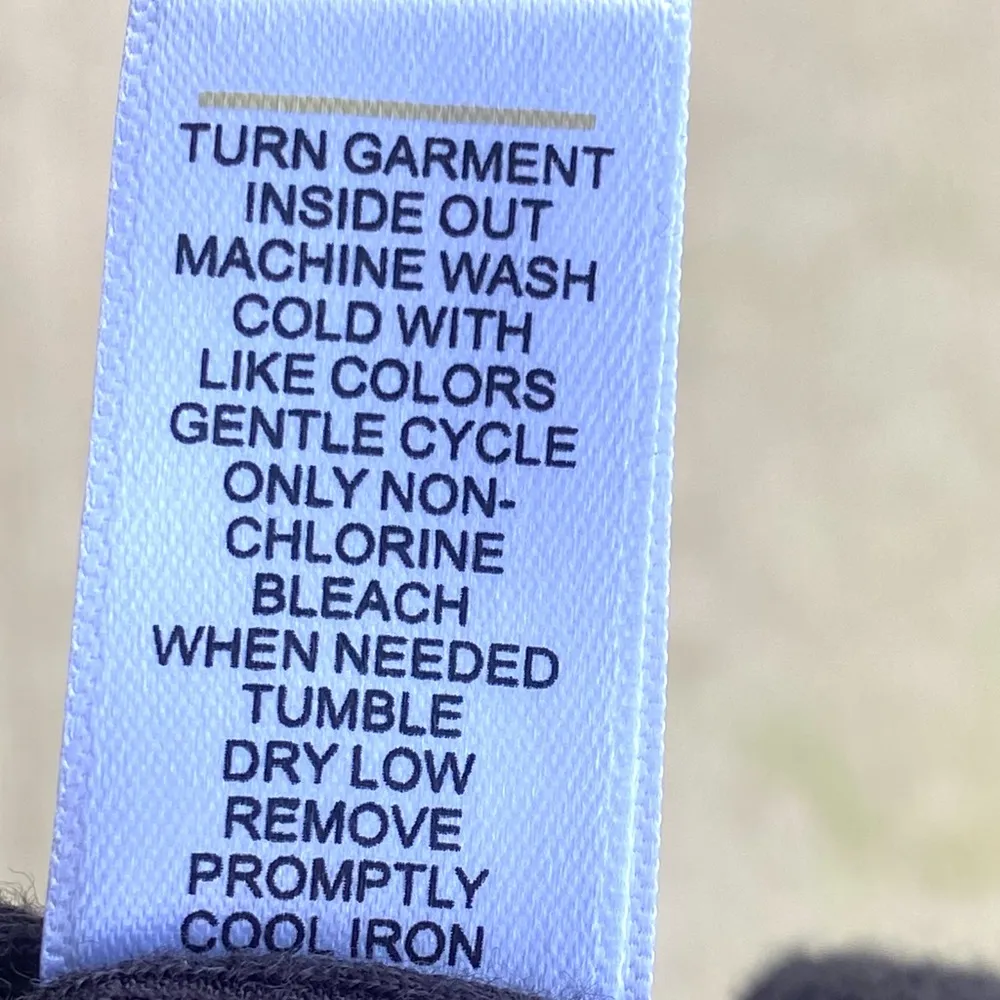 TURN GARMENT
INSIDE OUT
MACHINE WASH
COLD WITH
LIKE COLORS
GENTLE CYCLE
ONLY NON-
CHLORINE
BLEACH
WHEN NEEDED
TUMBLE
DRY LOW
REMOVE
PROMPTLY
COOL IRON